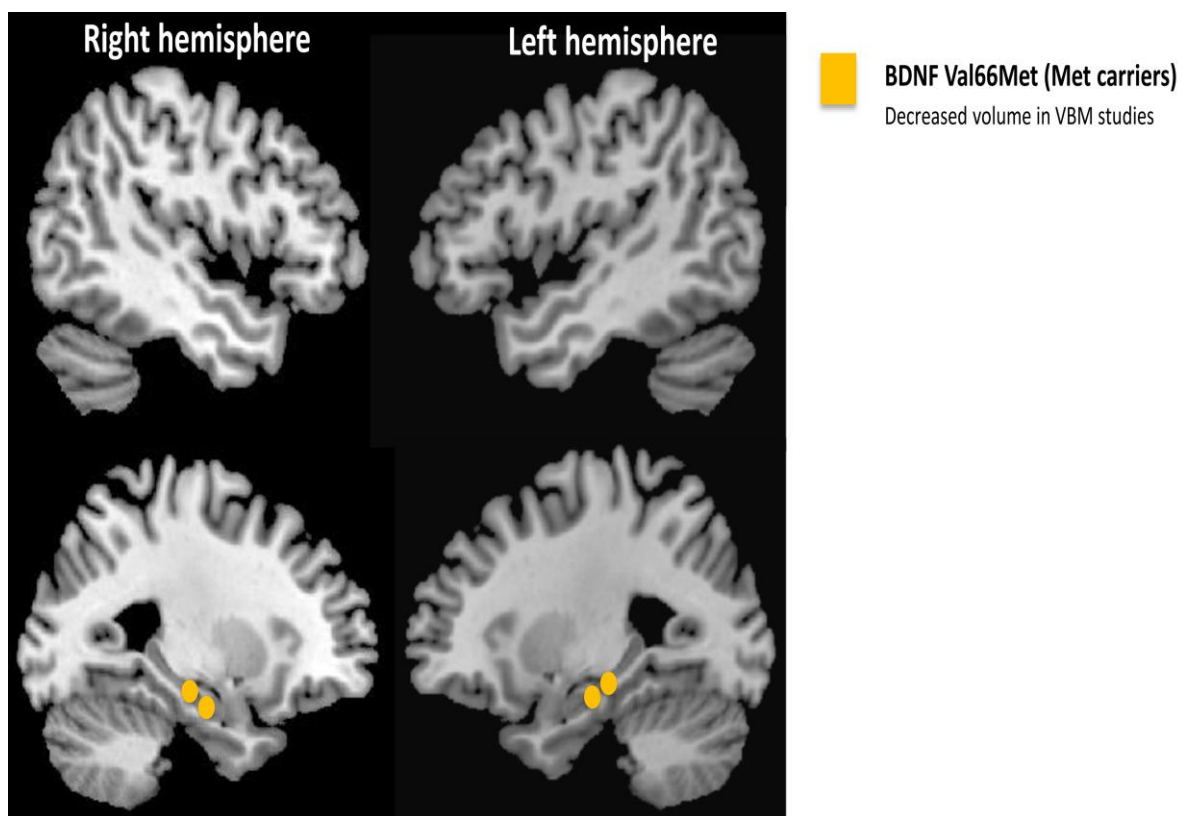 Right hemisphere
Left hemisphere
BDNF Val66Met (Met carriers)
Decreased volume in VBM studies